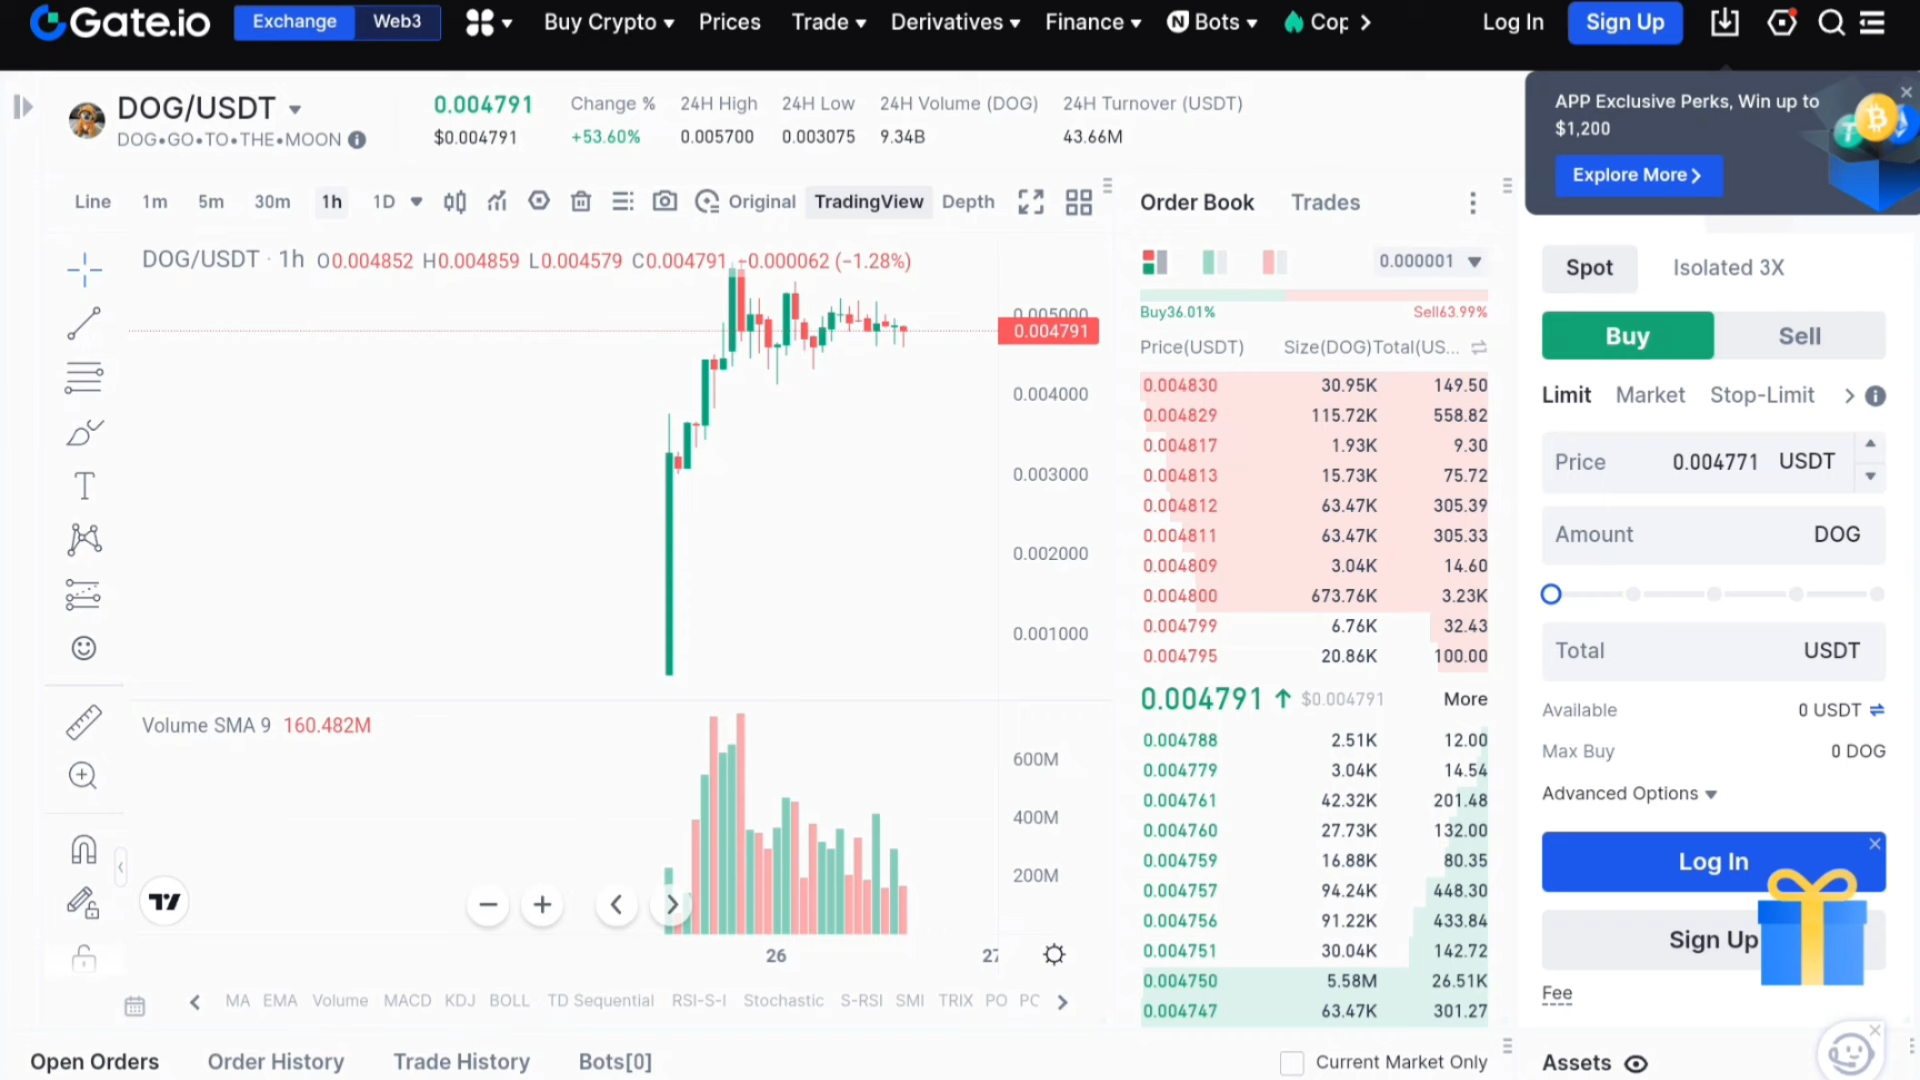 Gate.io Exchange Web3 Buy Crypto Prices Trade Derivatives Finance Bots Cop Log In Sign Up
DOG/USDT
DOG•GO•TO•THE•MOON
0.004791
$0.004791
Change %
+53.60%
24H High
0.005700
24H Low
0.003075
24H Volume (DOG)
9.34B
24H Turnover (USDT)
43.66M
APP Exclusive Perks, Win up to
$1,200
Explore More
Line 1m 5m 30m 1h 1D Original TradingView Depth
DOG/USDT · 1h O0.004852 H0.004859 L0.004579 C0.004791 −0.000062 (−1.28%)
0.005000
0.004791
0.004000
0.003000
0.002000
0.001000
Volume SMA 9 160.482M
600M
400M
200M
26 27
MA EMA Volume MACD KDJ BOLL TD Sequential RSI-S-I Stochastic S-RSI SMI TRIX PO PC
Order Book Trades
0.000001
Buy36.01% Sell63.99%
Price(USDT) Size(DOG) Total(US...
0.004830 30.95K 149.50
0.004829 115.72K 558.82
0.004817 1.93K 9.30
0.004813 15.73K 75.72
0.004812 63.47K 305.39
0.004811 63.47K 305.33
0.004809 3.04K 14.60
0.004800 673.76K 3.23K
0.004799 6.76K 32.43
0.004795 20.86K 100.00
0.004791 $0.004791 More
0.004788 2.51K 12.00
0.004779 3.04K 14.54
0.004761 42.32K 201.48
0.004760 27.73K 132.00
0.004759 16.88K 80.35
0.004757 94.24K 448.30
0.004756 91.22K 433.84
0.004751 30.04K 142.72
0.004750 5.58M 26.51K
0.004747 63.47K 301.27
Spot Isolated 3X
Buy Sell
Limit Market Stop-Limit
Price 0.004771 USDT
Amount DOG
Total USDT
Available 0 USDT
Max Buy 0 DOG
Advanced Options
Log In
Sign Up
Fee
Open Orders Order History Trade History Bots[0] Current Market Only
Assets